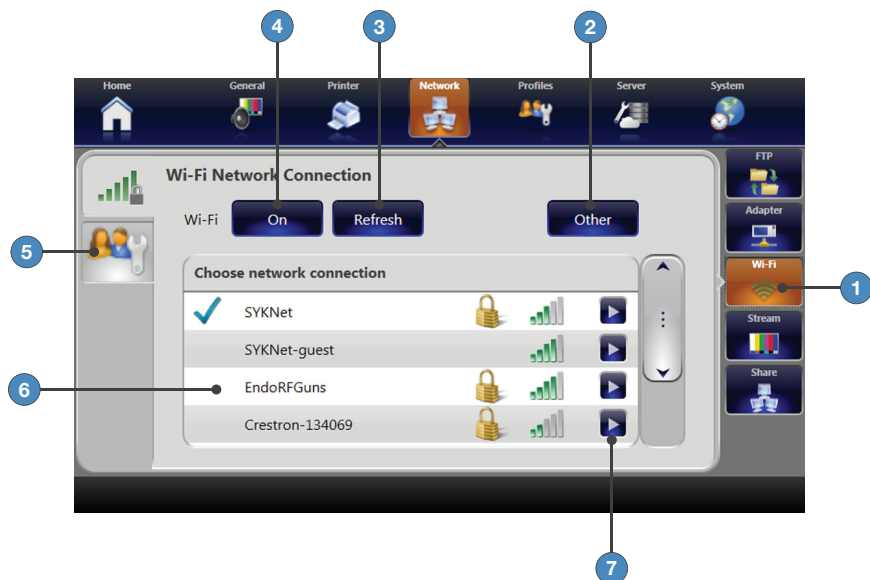 4 3 2
Home General Printer Network Profiles Server System
FTP
Wi-Fi Network Connection
Adapter
Wi-Fi On Refresh Other
5
Wi-Fi
Choose network connection
1
SYKNet
Stream
SYKNet-guest
Share
6 EndoRFGuns
Crestron-134069
7